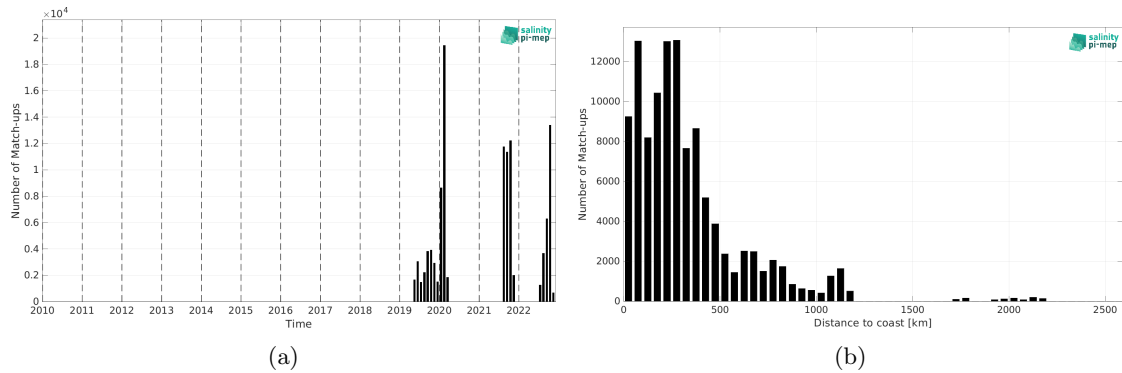 ×10⁴
2
1.8
1.6
1.4
1.2
1
0.8
0.6
0.4
0.2
0
Number of Match-ups
2010 2011 2012 2013 2014 2015 2016 2017 2018 2019 2020 2021 2022
Time
salinity
pi-mep
(a)
12000
10000
8000
6000
4000
2000
0
Number of Match-ups
0 500 1000 1500 2000 2500
Distance to coast [km]
salinity
pi-mep
(b)